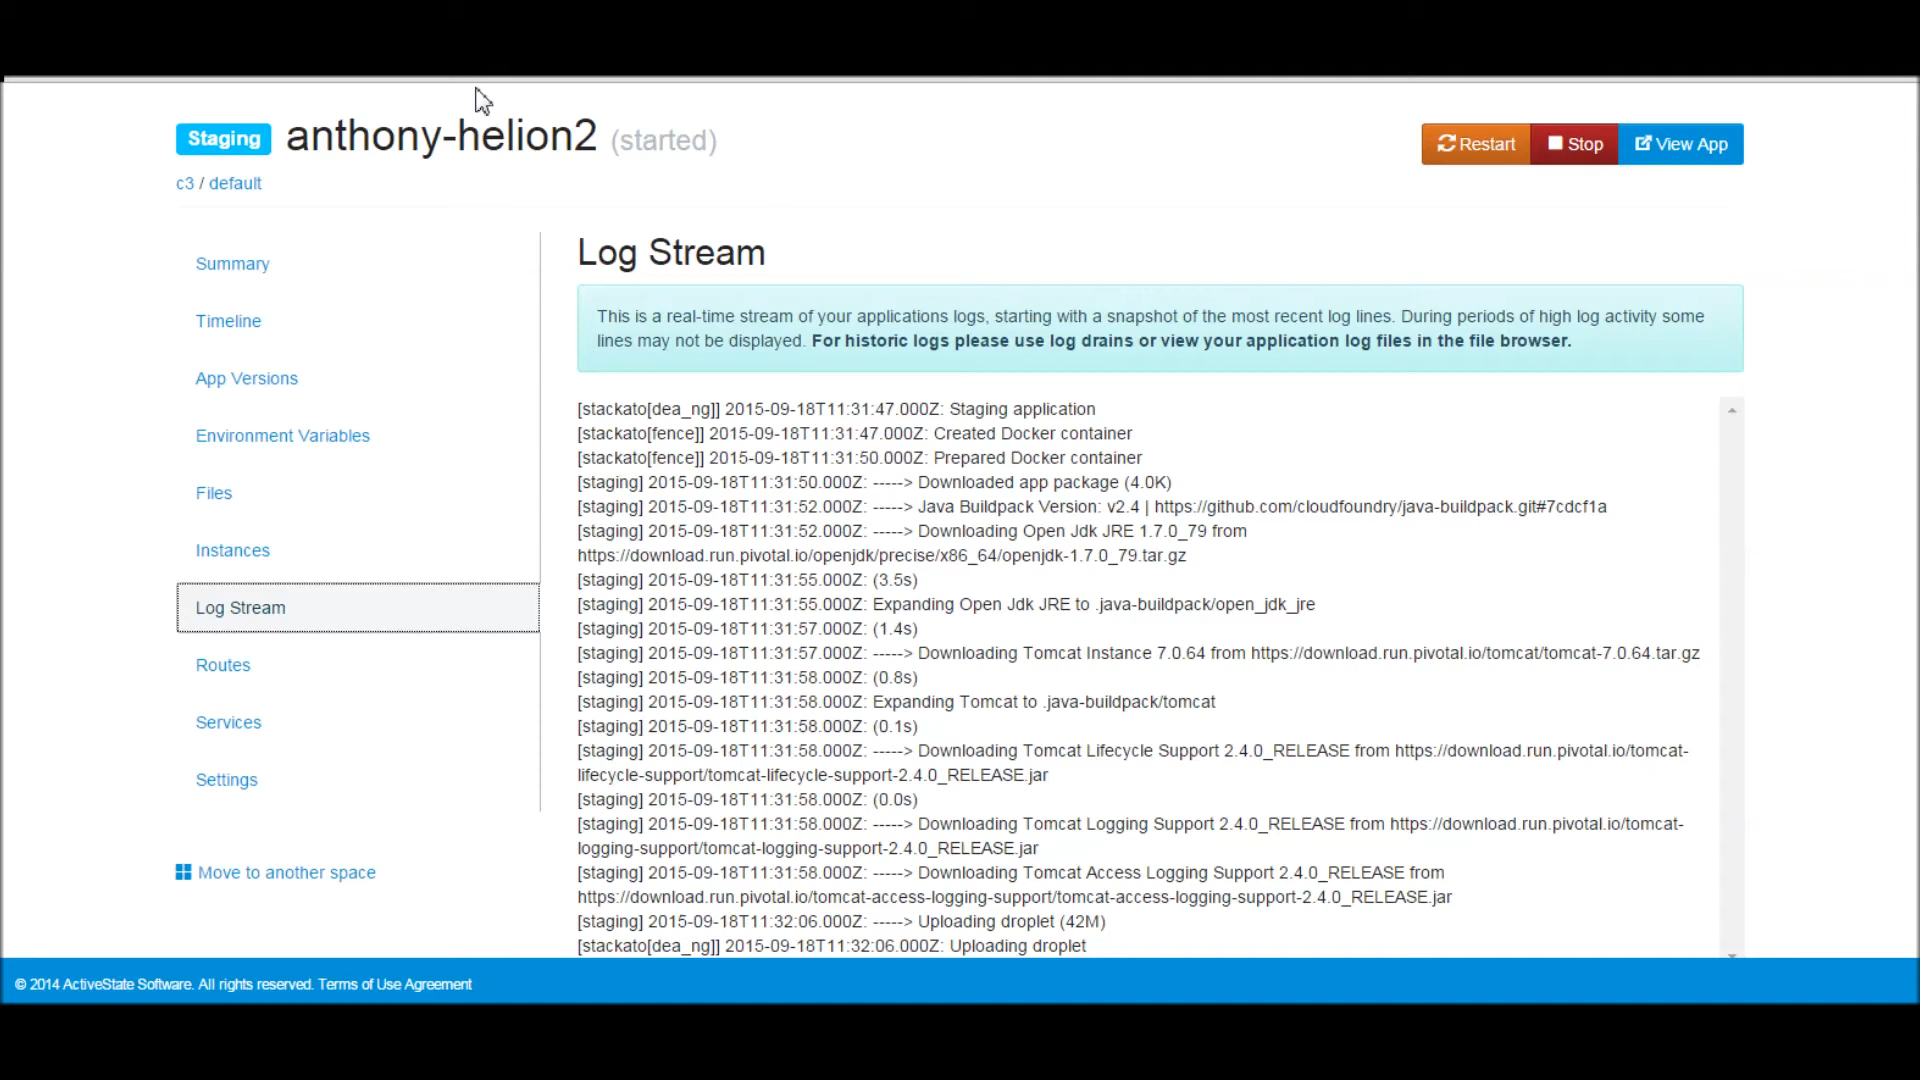 Staging anthony-helion2 (started)
Restart Stop View App
c3 / default
Summary
Timeline
App Versions
Environment Variables
Files
Instances
Log Stream
Routes
Services
Settings
Move to another space
Log Stream
This is a real-time stream of your applications logs, starting with a snapshot of the most recent log lines. During periods of high log activity some
lines may not be displayed. For historic logs please use log drains or view your application log files in the file browser.
[stackato[dea_ng]] 2015-09-18T11:31:47.000Z: Staging application
[stackato[fence]] 2015-09-18T11:31:47.000Z: Created Docker container
[stackato[fence]] 2015-09-18T11:31:50.000Z: Prepared Docker container
[staging] 2015-09-18T11:31:50.000Z: -----> Downloaded app package (4.0K)
[staging] 2015-09-18T11:31:52.000Z: -----> Java Buildpack Version: v2.4 | https://github.com/cloudfoundry/java-buildpack.git#7cdcf1a
[staging] 2015-09-18T11:31:52.000Z: -----> Downloading Open Jdk JRE 1.7.0_79 from
https://download.run.pivotal.io/openjdk/precise/x86_64/openjdk-1.7.0_79.tar.gz
[staging] 2015-09-18T11:31:55.000Z: (3.5s)
[staging] 2015-09-18T11:31:55.000Z: Expanding Open Jdk JRE to .java-buildpack/open_jdk_jre
[staging] 2015-09-18T11:31:57.000Z: (1.4s)
[staging] 2015-09-18T11:31:57.000Z: -----> Downloading Tomcat Instance 7.0.64 from https://download.run.pivotal.io/tomcat/tomcat-7.0.64.tar.gz
[staging] 2015-09-18T11:31:58.000Z: (0.8s)
[staging] 2015-09-18T11:31:58.000Z: Expanding Tomcat to .java-buildpack/tomcat
[staging] 2015-09-18T11:31:58.000Z: (0.1s)
[staging] 2015-09-18T11:31:58.000Z: -----> Downloading Tomcat Lifecycle Support 2.4.0_RELEASE from https://download.run.pivotal.io/tomcat-
lifecycle-support/tomcat-lifecycle-support-2.4.0_RELEASE.jar
[staging] 2015-09-18T11:31:58.000Z: (0.0s)
[staging] 2015-09-18T11:31:58.000Z: -----> Downloading Tomcat Logging Support 2.4.0_RELEASE from https://download.run.pivotal.io/tomcat-
logging-support/tomcat-logging-support-2.4.0_RELEASE.jar
[staging] 2015-09-18T11:31:58.000Z: -----> Downloading Tomcat Access Logging Support 2.4.0_RELEASE from
https://download.run.pivotal.io/tomcat-access-logging-support/tomcat-access-logging-support-2.4.0_RELEASE.jar
[staging] 2015-09-18T11:32:06.000Z: -----> Uploading droplet (42M)
[stackato[dea_ng]] 2015-09-18T11:32:06.000Z: Uploading droplet
© 2014 ActiveState Software. All rights reserved. Terms of Use Agreement